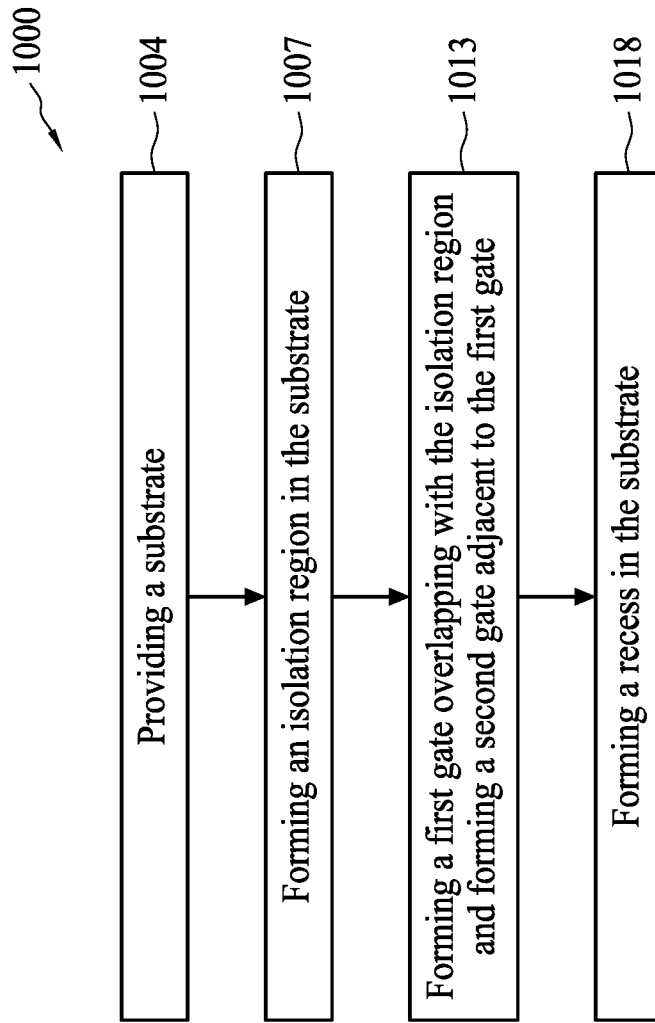 1000
Providing a substrate
1004
Forming an isolation region in the substrate
1007
Forming a first gate overlapping with the isolation region
and forming a second gate adjacent to the first gate
1013
Forming a recess in the substrate
1018